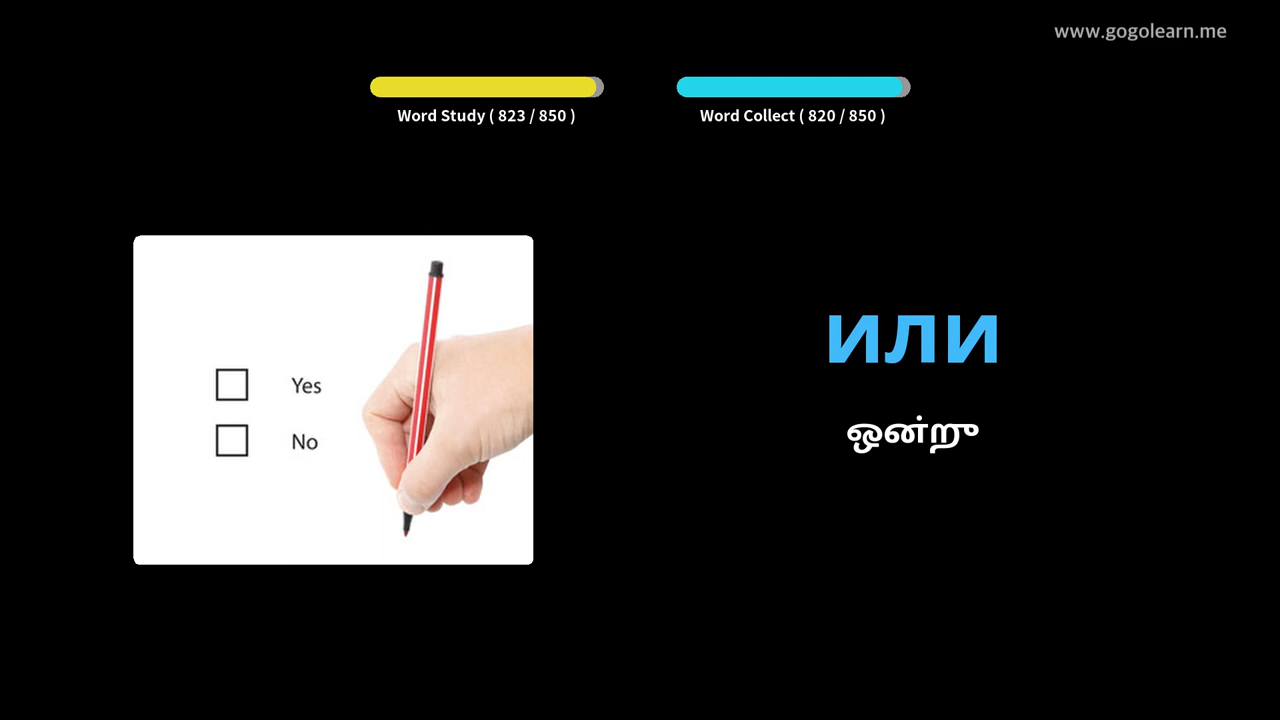 www.gogolearn.me
Word Study ( 823 / 850 )
Word Collect ( 820 / 850 )
Yes
No
или
ஒன்று